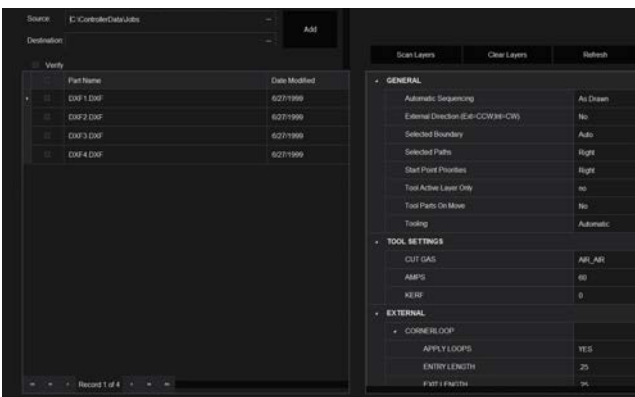 Source: E:\ControllerData\Jobs ...
Add
Destination: ...
Scan Layers Clear Layers Refresh
Verify
Part Name Date Modified
DXF1.DXF 6/27/1999
DXF2.DXF 6/27/1999
DXF3.DXF 6/27/1999
DXF4.DXF 6/27/1999
Record 1 of 4
GENERAL
Automatic Sequencing As Drawn
External Direction (Ext=CCW;Int=CW) No
Selected Boundary Auto
Selected Paths Right
Start Point Priorities Right
Tool Active Layer Only no
Tool Parts On Move No
Tooling Automatic
TOOL SETTINGS
CUT GAS AIR_AIR
AMPS 60
KERF 0
EXTERNAL
CORNERLOOP
APPLY LOOPS YES
ENTRY LENGTH .25
EXIT LENGTH .25